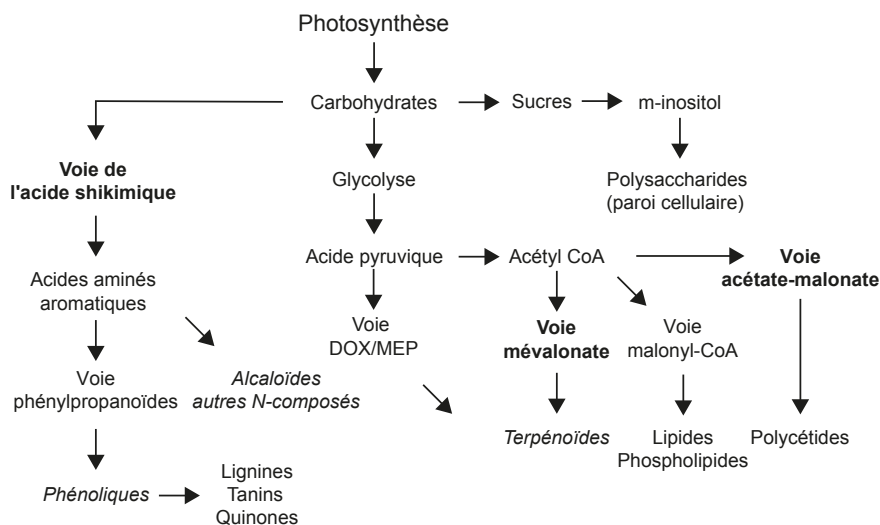 Photosynthèse
Carbohydrates
Sucres
m-inositol
Voie de
l'acide shikimique
Glycolyse
Polysaccharides
(paroi cellulaire)
Acide pyruvique
Acétyl CoA
Voie
acétate-malonate
Acides aminés
aromatiques
Voie
DOX/MEP
Voie
mévalonate
Voie
malonyl-CoA
Voie
phénylpropanoïdes
Alcaloïdes
autres N-composés
Terpénoïdes
Lipides
Phospholipides
Polycétides
Phénoliques
Lignines
Tanins
Quinones